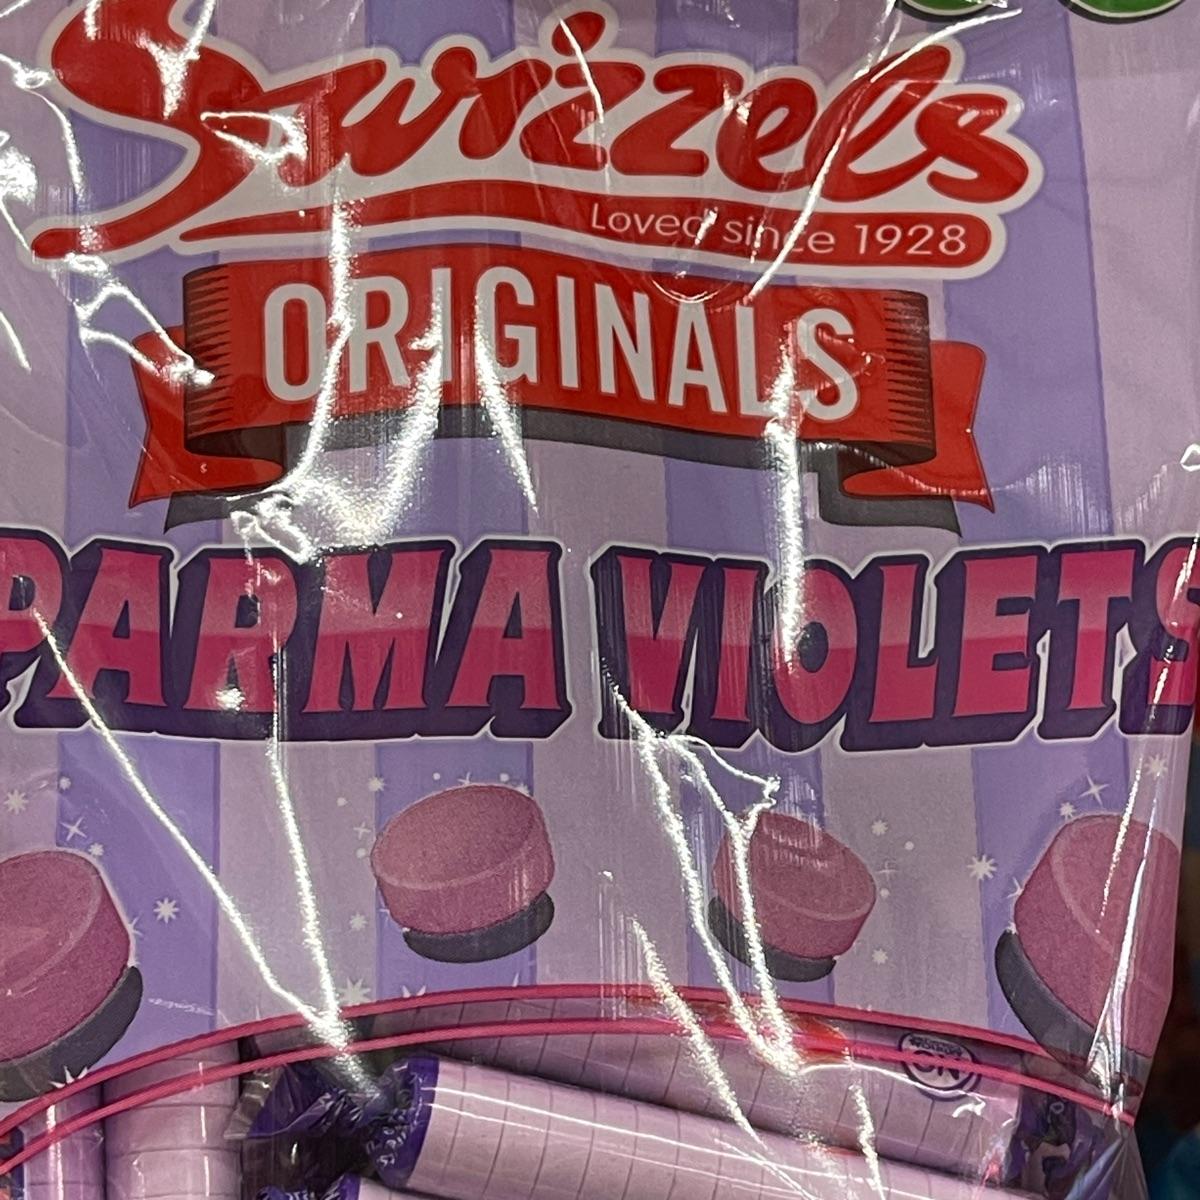 Swizzels
Loved since 1928
ORIGINALS
PARMA VIOLETS